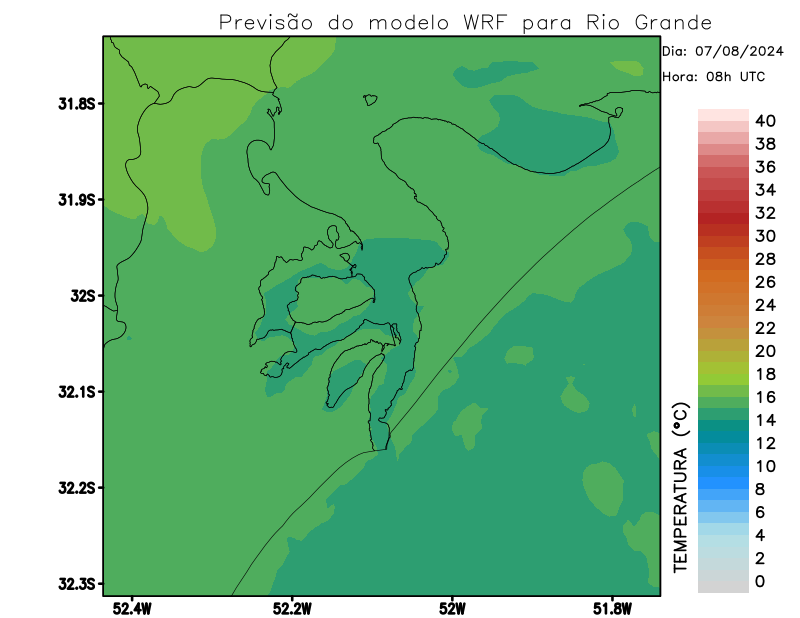 Previsão do modelo WRF para Rio Grande
Dia: 07/08/2024
Hora: 08h UTC
31.8S
31.9S
32S
32.1S
32.2S
32.3S
52.4W
52.2W
52W
51.8W
TEMPERATURA (°C)
40
38
36
34
32
30
28
26
24
22
20
18
16
14
12
10
8
6
4
2
0